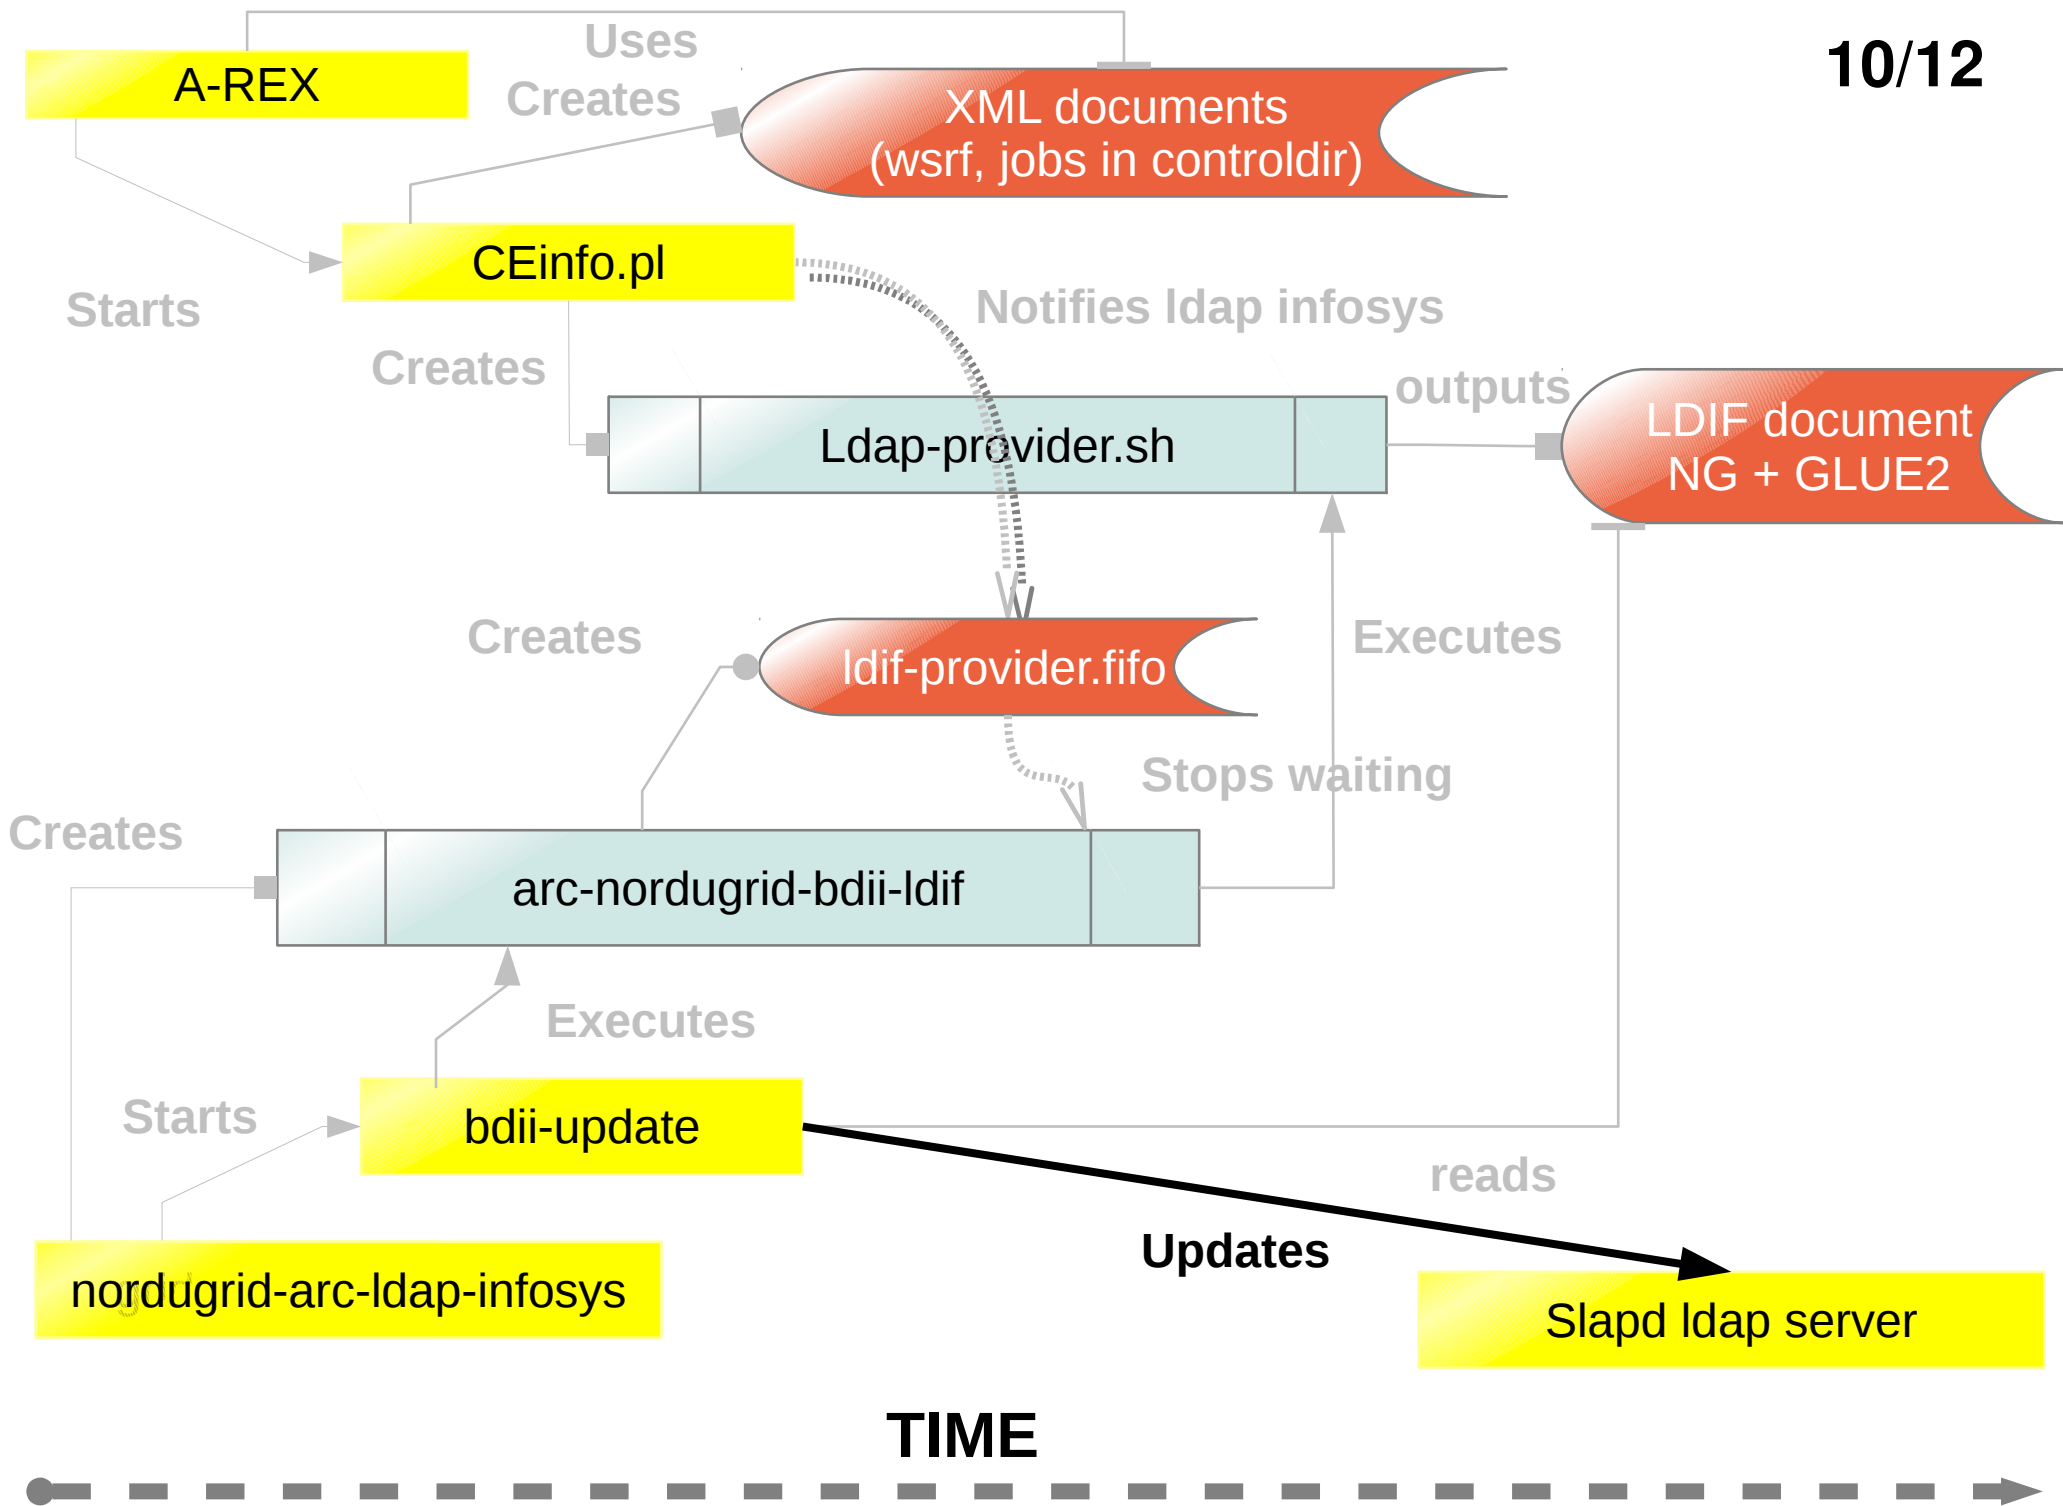 Uses
10/12
A-REX
Creates
XML documents
(wsrf, jobs in controldir)
CEinfo.pl
Starts
Notifies ldap infosys
Creates
outputs
Ldap-provider.sh
LDIF document
NG + GLUE2
Creates
Executes
ldif-provider.fifo
Stops waiting
Creates
arc-nordugrid-bdii-ldif
Executes
Starts
bdii-update
reads
Updates
nordugrid-arc-ldap-infosys
Slapd ldap server
TIME